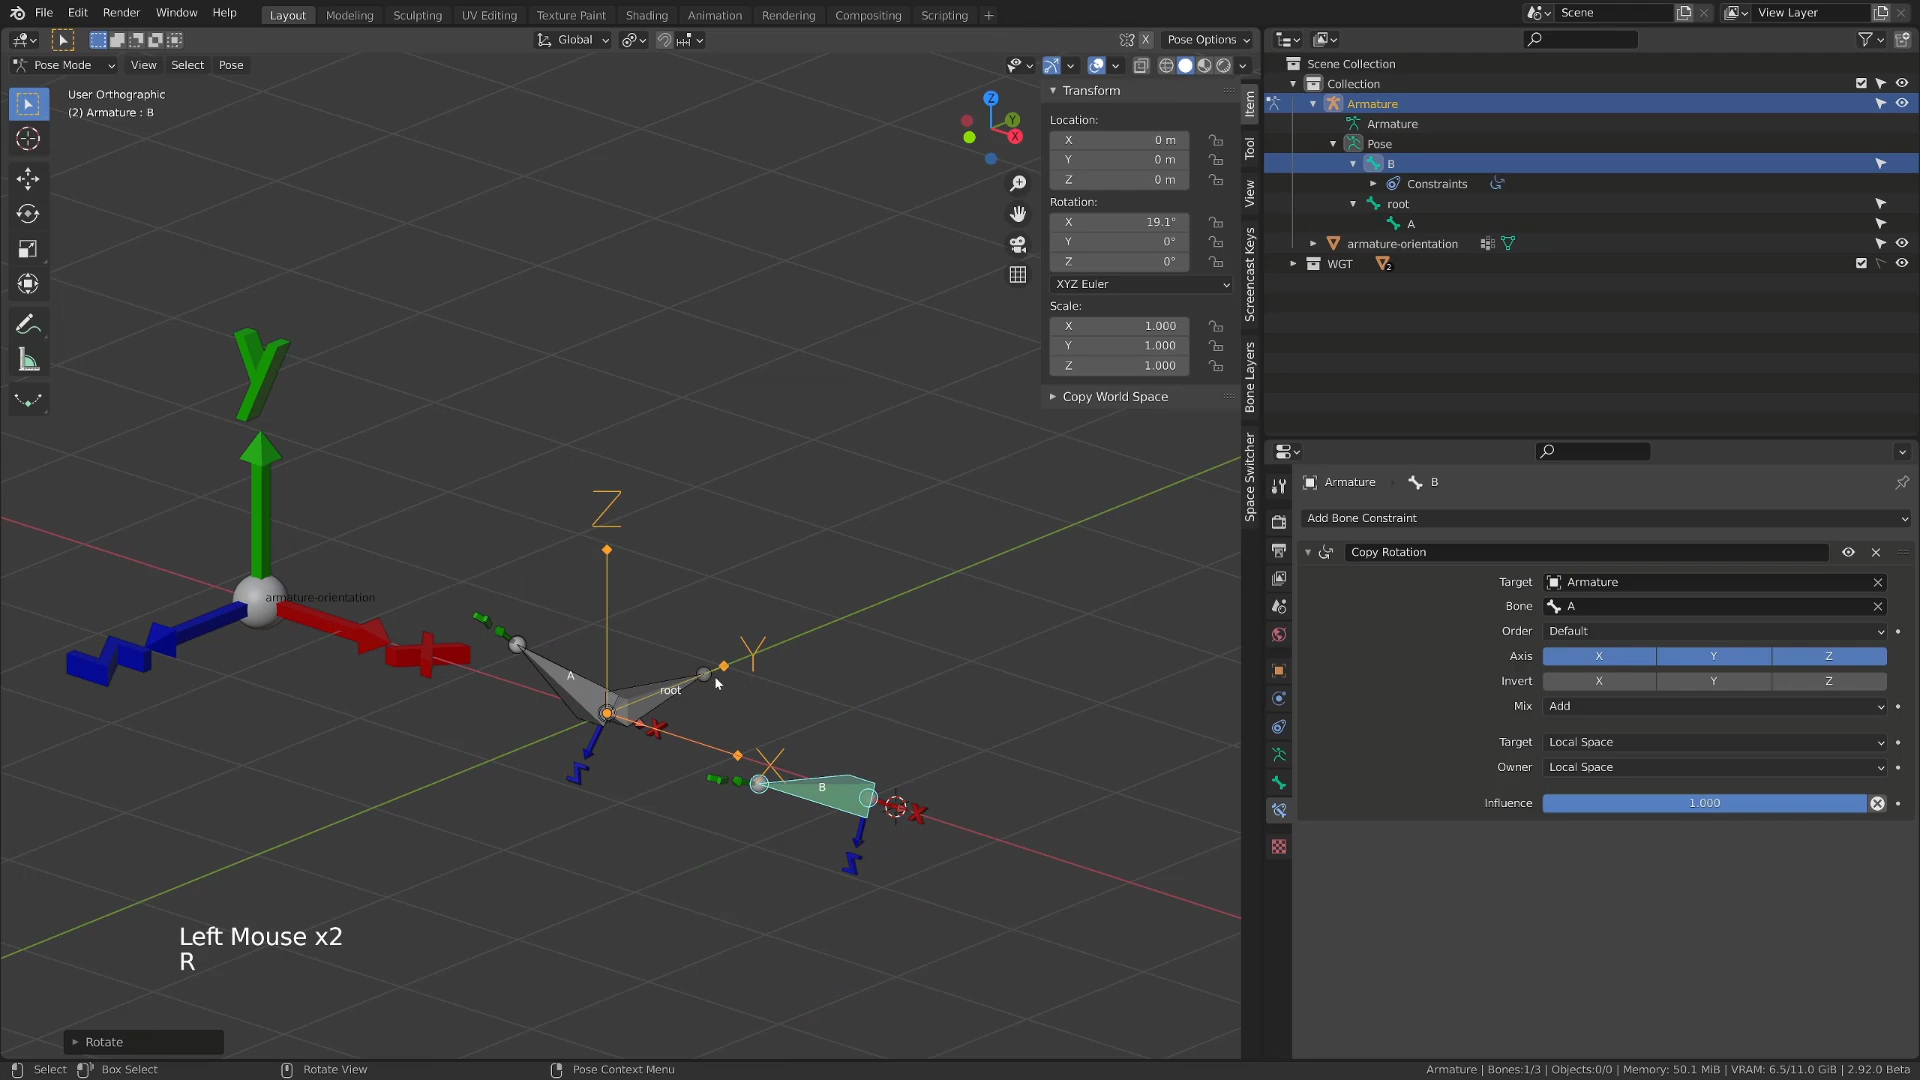 File Edit Render Window Help
Layout Modeling Sculpting UV Editing Texture Paint Shading Animation Rendering Compositing Scripting +
Scene
View Layer
Global
X Pose Options
Pose Mode View Select Pose
User Orthographic
(2) Armature : B
Z
Y
X
Transform
Location:
X 0 m
Y 0 m
Z 0 m
Rotation:
X 19.1°
Y 0°
Z 0°
XYZ Euler
Scale:
X 1.000
Y 1.000
Z 1.000
Copy World Space
Item
Tool
View
Screencast Keys
Bone Layers
Space Switcher
Scene Collection
Collection
Armature
Armature
Pose
B
Constraints
root
A
armature-orientation
WGT 2
Armature B
Add Bone Constraint
Copy Rotation
Target Armature
Bone A
Order Default
Axis X Y Z
Invert X Y Z
Mix Add
Target Local Space
Owner Local Space
Influence 1.000
Y
Z
armature-orientation
Z
X
Y
A
root
X
Z
X
B
X
Z
Left Mouse x2
R
Rotate
Select Box Select Rotate View Pose Context Menu
Armature | Bones:1/3 | Objects:0/0 | Memory: 50.1 MiB | VRAM: 6.5/11.0 GiB | 2.92.0 Beta